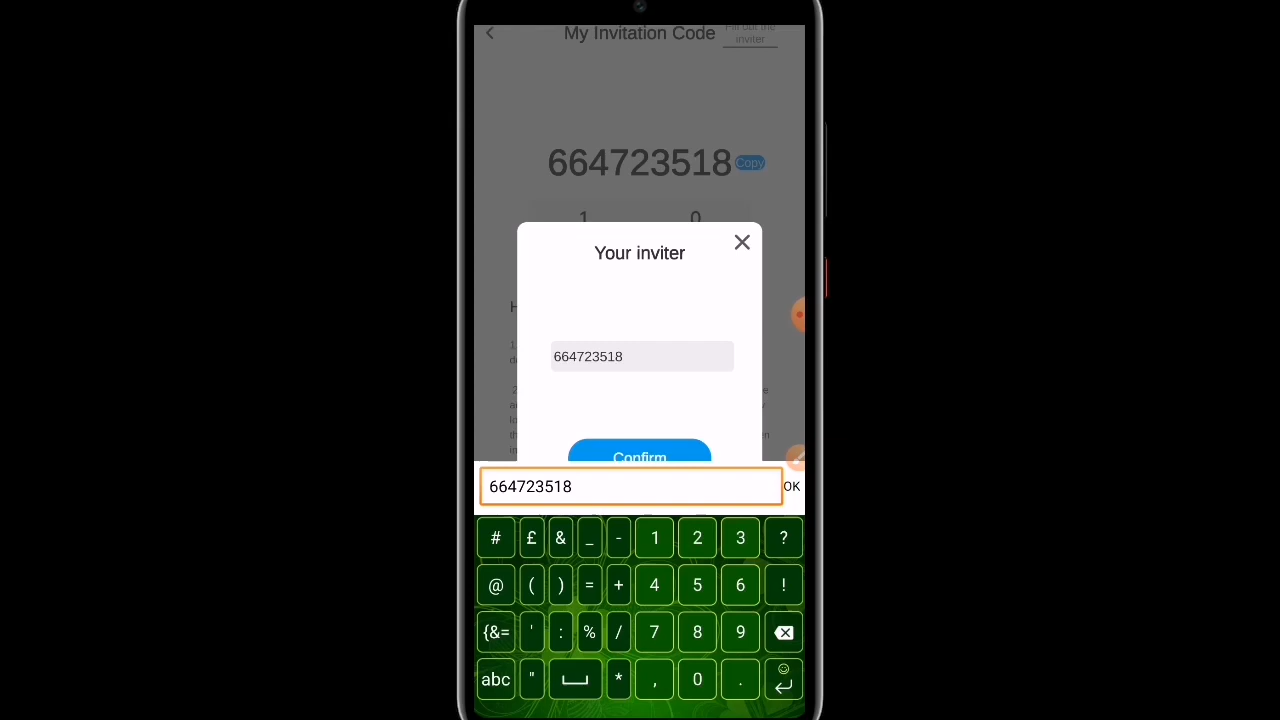 My Invitation Code
Fill out the
inviter
664723518
Copy
1 0
Your inviter
664723518
Confirm
664723518
OK
# £ & _ - 1 2 3 ?
@ ( ) = + 4 5 6 !
{&= ' : % / 7 8 9
abc " * , 0 .